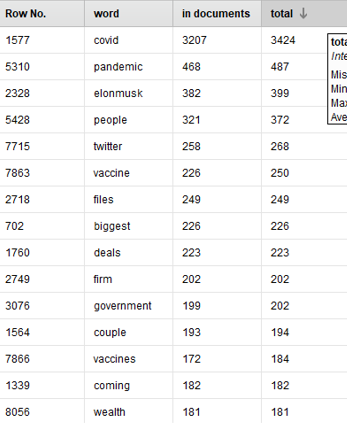 Row No. word in documents total
1577 covid 3207 3424
5310 pandemic 468 487
2328 elonmusk 382 399
5428 people 321 372
7715 twitter 258 268
7863 vaccine 226 250
2718 files 249 249
702 biggest 226 226
1760 deals 223 223
2749 firm 202 202
3076 government 199 202
1564 couple 193 194
7866 vaccines 172 184
1339 coming 182 182
8056 wealth 181 181
tota
Inte
Mis
Min
Max
Ave